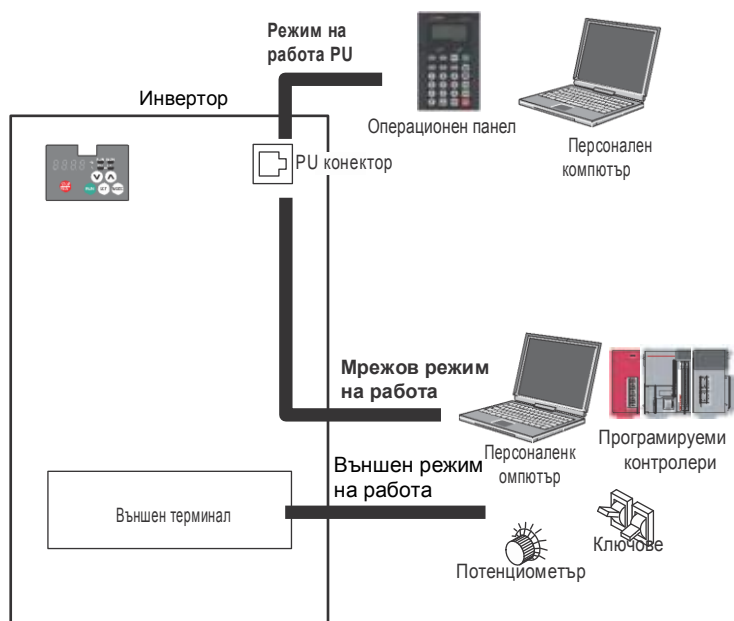 Режим на
работа PU
Инвертор
Операционен панел
Персонален
компютър
PU конектор
Мрежов режим
на работа
Персоналенк
омпютър
Програмируеми
контролери
Външен режим
на работа
Външен терминал
Ключове
Потенциометър